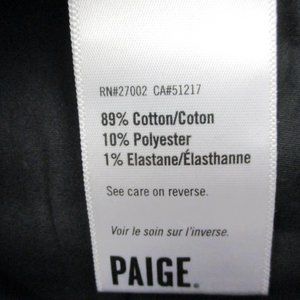 RN#27002 CA#51217
89% Cotton/Coton
10% Polyester
1% Elastane/Élasthanne
See care on reverse.
Voir le soin sur l'inverse.
PAIGE.